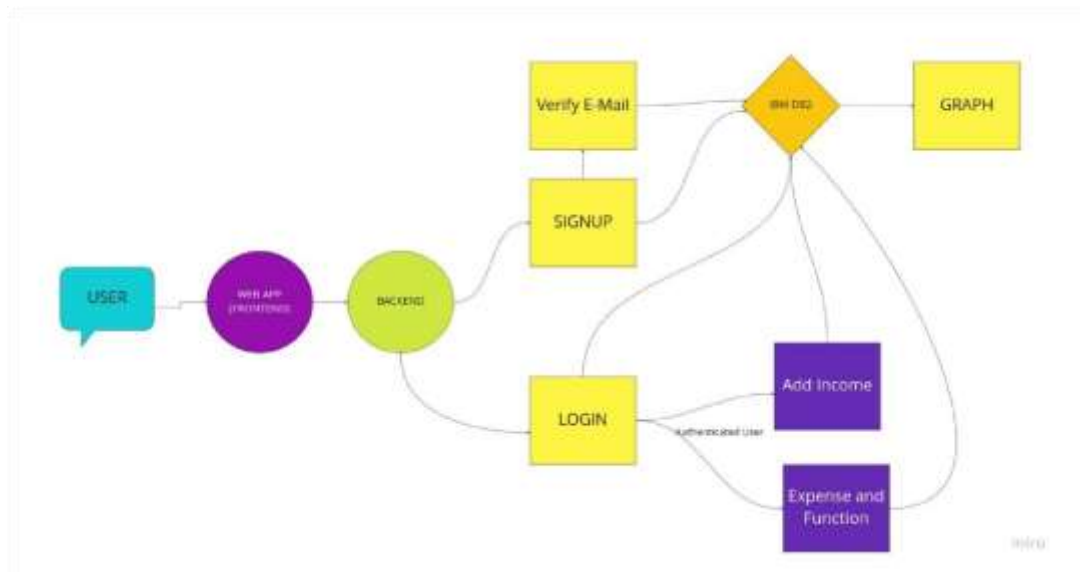 Verify E-Mail
IBM DB2
GRAPH
SIGNUP
USER
WEB APP
(FRONTEND)
BACKEND
Add Income
LOGIN
Authenticated User
Expense and
Function
miro